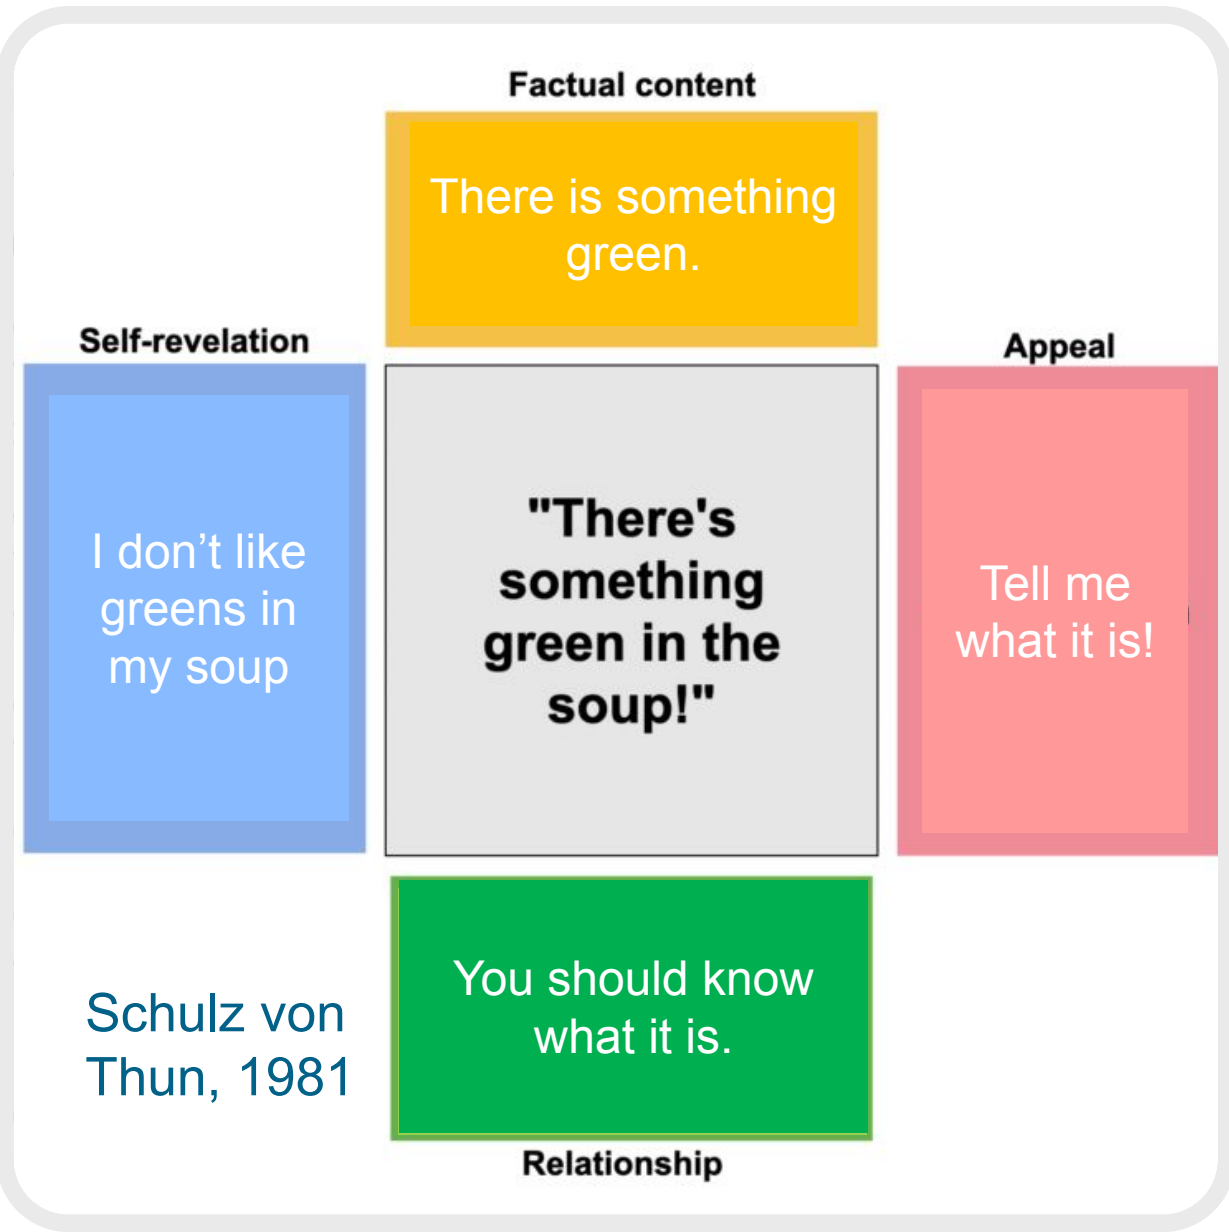 Factual content
There is something
green.
Self-revelation
I don’t like
greens in
my soup
"There's
something
green in the
soup!"
Appeal
Tell me
what it is!
You should know
what it is.
Relationship
Schulz von
Thun, 1981